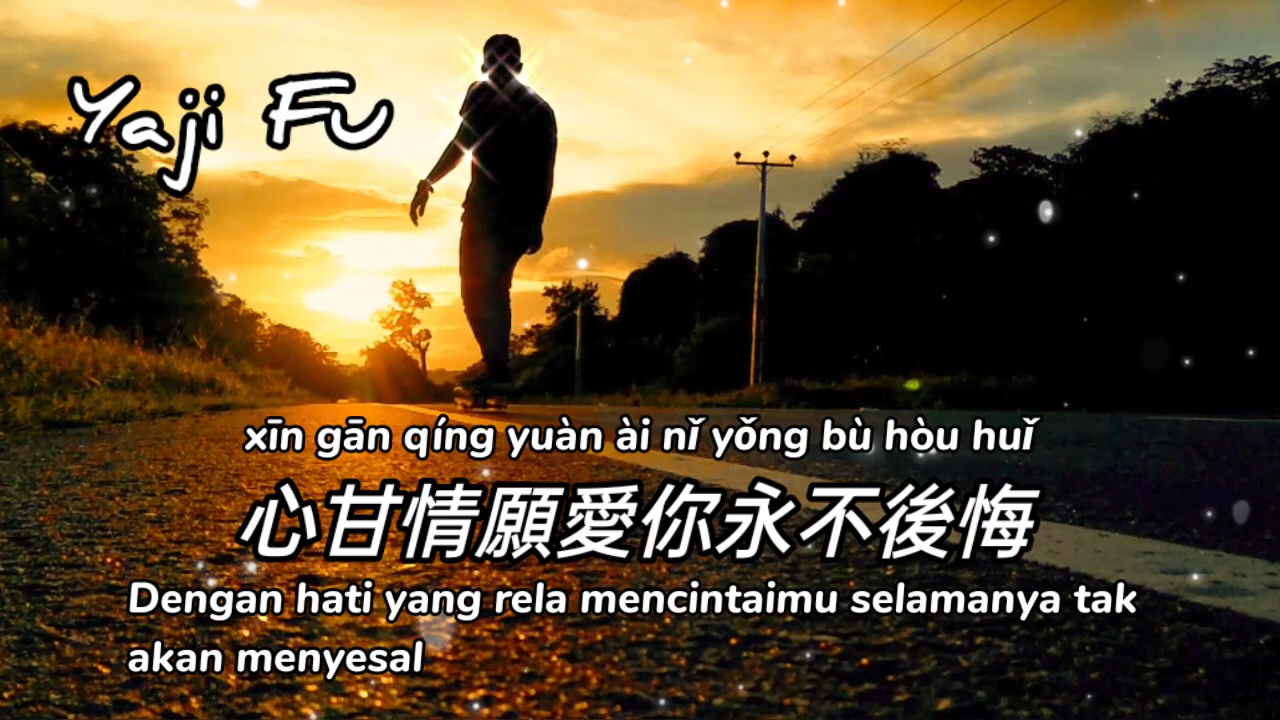 Yaji Fu
xīn gān qíng yuàn ài nǐ yǒng bù hòu huǐ
心甘情願愛你永不後悔
Dengan hati yang rela mencintaimu selamanya tak
akan menyesal